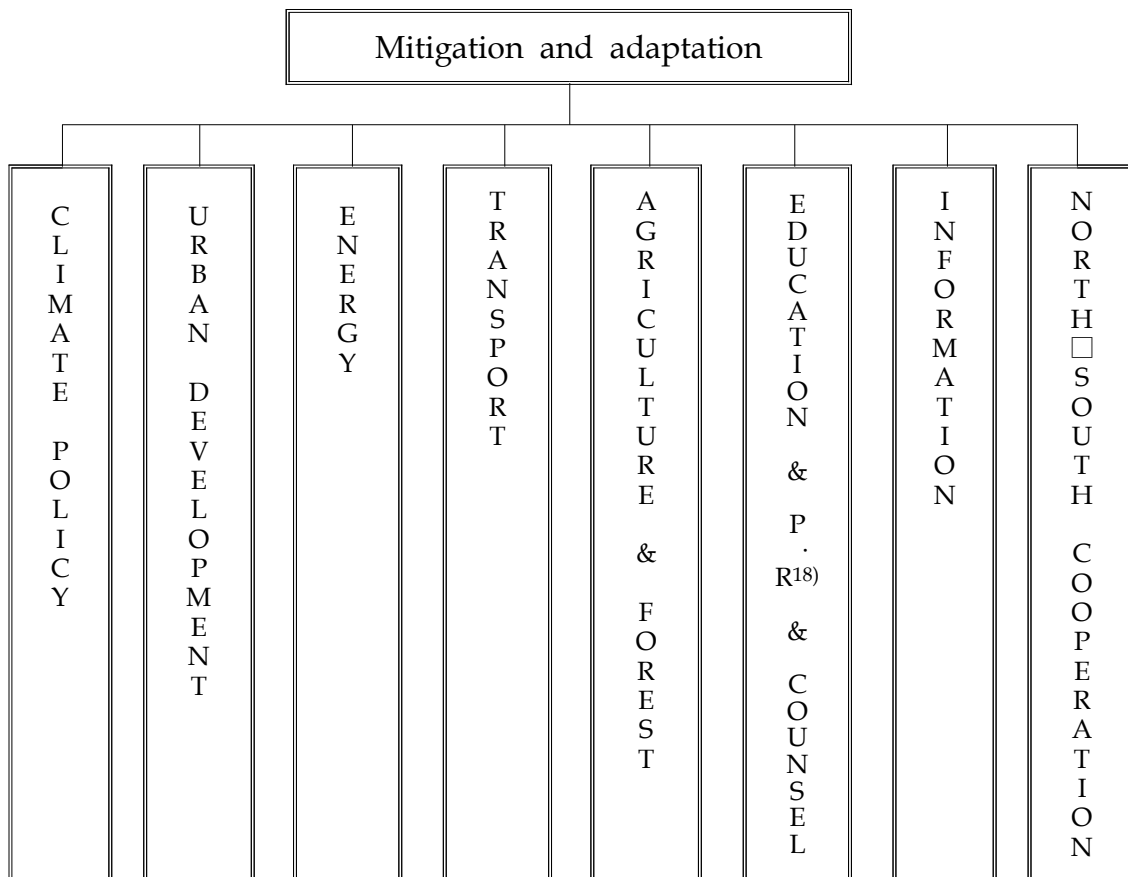 Mitigation and adaptation
CLIMATE POLICY
URBAN DEVELOPMENT
ENERGY
TRANSPORT
AGRICULTURE & FOREST
EDUCATION & P.R18) & COUNSEL
INFORMATION
NORTH□SOUTH COOPERATION